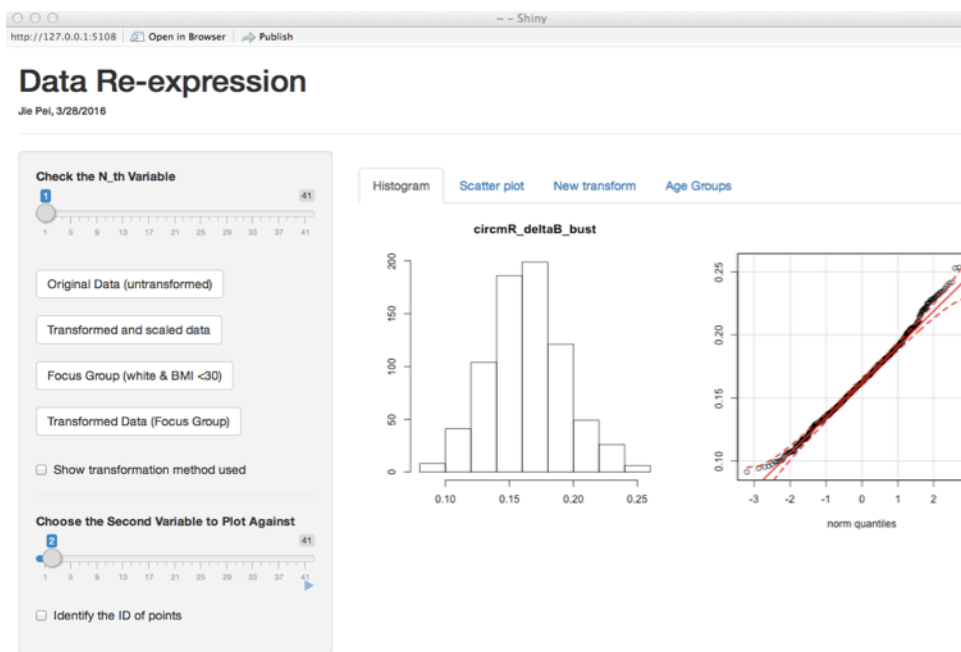 ~ – Shiny
http://127.0.0.1:5108 Open in Browser Publish
Data Re-expression
Jie Pei, 3/28/2016
Check the N_th Variable
1 41
1 5 9 13 17 21 25 29 33 37 41
Original Data (untransformed)
Transformed and scaled data
Focus Group (white & BMI <30)
Transformed Data (Focus Group)
Show transformation method used
Choose the Second Variable to Plot Against
2 41
1 5 9 13 17 21 25 29 33 37 41
Identify the ID of points
Histogram Scatter plot New transform Age Groups
circmR_deltaB_bust
200
150
100
50
0
0.10 0.15 0.20 0.25
0.25
0.20
0.15
0.10
-3 -2 -1 0 1 2
norm quantiles